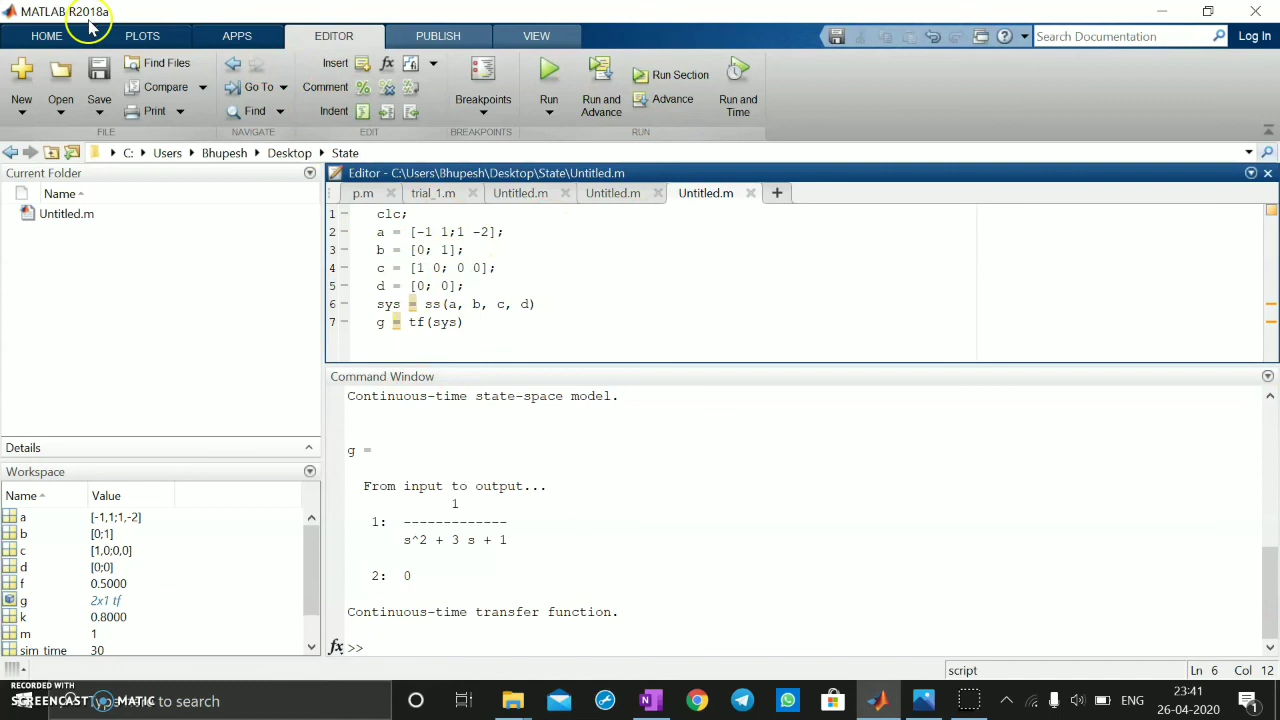 MATLAB R2018a
HOME PLOTS APPS EDITOR PUBLISH VIEW Search Documentation Log In
New Open Save Find Files Compare Print
Insert fx Comment Indent
Go To Find
Breakpoints Run Run and Advance Run Section Advance Run and Time
FILE NAVIGATE EDIT BREAKPOINTS RUN
C: Users Bhupesh Desktop State
Current Folder
Name
Untitled.m
Details
Workspace
Name Value
a [-1,1;1,-2]
b [0;1]
c [1,0;0,0]
d [0;0]
f 0.5000
g 2x1 tf
k 0.8000
m 1
sim_time 30
Editor - C:\Users\Bhupesh\Desktop\State\Untitled.m
p.m trial_1.m Untitled.m Untitled.m Untitled.m
1 clc;
2 a = [-1 1;1 -2];
3 b = [0; 1];
4 c = [1 0; 0 0];
5 d = [0; 0];
6 sys = ss(a, b, c, d)
7 g = tf(sys)
Command Window
Continuous-time state-space model.
g =
From input to output...
1
1: -------------
s^2 + 3 s + 1
2: 0
Continuous-time transfer function.
fx >>
script Ln 6 Col 12
RECORDED WITH
SCREENCAST MATIC
here to search
ENG
23:41
26-04-2020
1